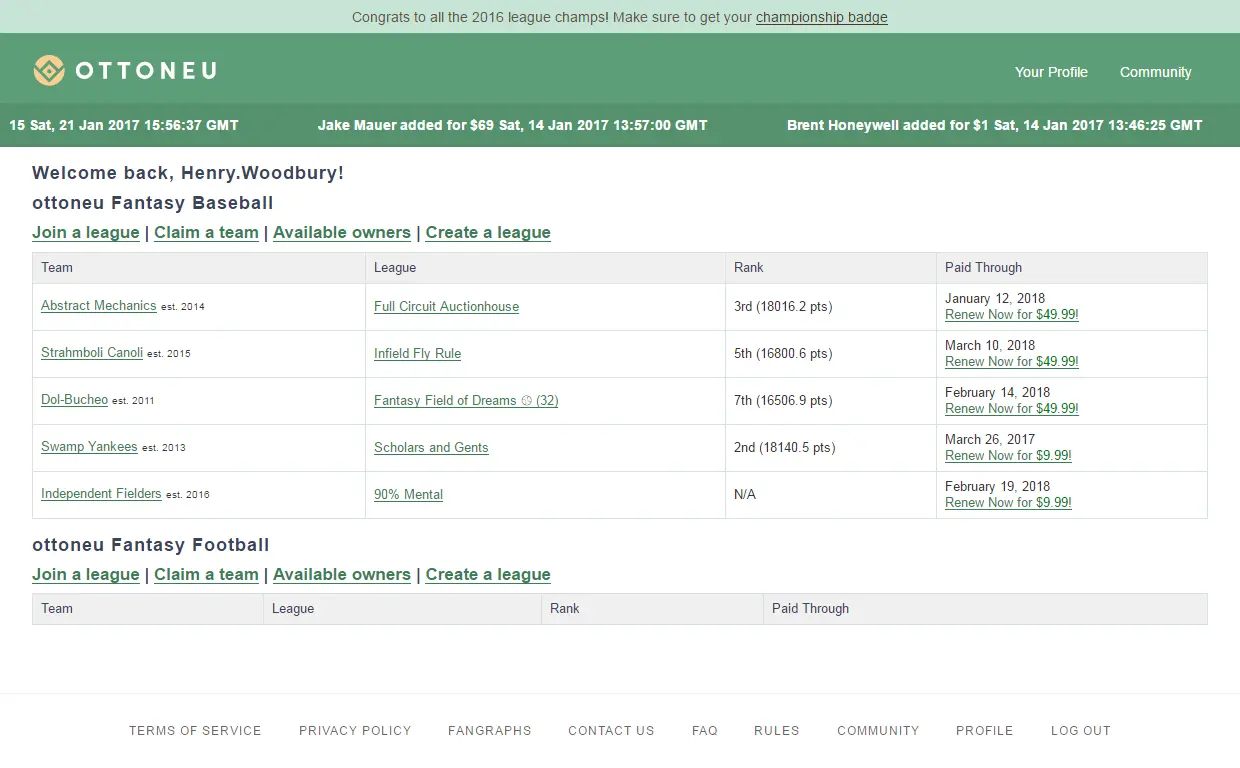 Congrats to all the 2016 league champs! Make sure to get your championship badge
OTTONEU
Your Profile Community
15 Sat, 21 Jan 2017 15:56:37 GMT Jake Mauer added for $69 Sat, 14 Jan 2017 13:57:00 GMT Brent Honeywell added for $1 Sat, 14 Jan 2017 13:46:25 GMT
Welcome back, Henry.Woodbury!
ottoneu Fantasy Baseball
Join a league | Claim a team | Available owners | Create a league
Team League Rank Paid Through
Abstract Mechanics est. 2014 Full Circuit Auctionhouse 3rd (18016.2 pts) January 12, 2018
Renew Now for $49.99!
Strahmboli Canoli est. 2015 Infield Fly Rule 5th (16800.6 pts) March 10, 2018
Renew Now for $49.99!
Dol-Bucheo est. 2011 Fantasy Field of Dreams (32) 7th (16506.9 pts) February 14, 2018
Renew Now for $49.99!
Swamp Yankees est. 2013 Scholars and Gents 2nd (18140.5 pts) March 26, 2017
Renew Now for $9.99!
Independent Fielders est. 2016 90% Mental N/A February 19, 2018
Renew Now for $9.99!
ottoneu Fantasy Football
Join a league | Claim a team | Available owners | Create a league
Team League Rank Paid Through
TERMS OF SERVICE PRIVACY POLICY FANGRAPHS CONTACT US FAQ RULES COMMUNITY PROFILE LOG OUT